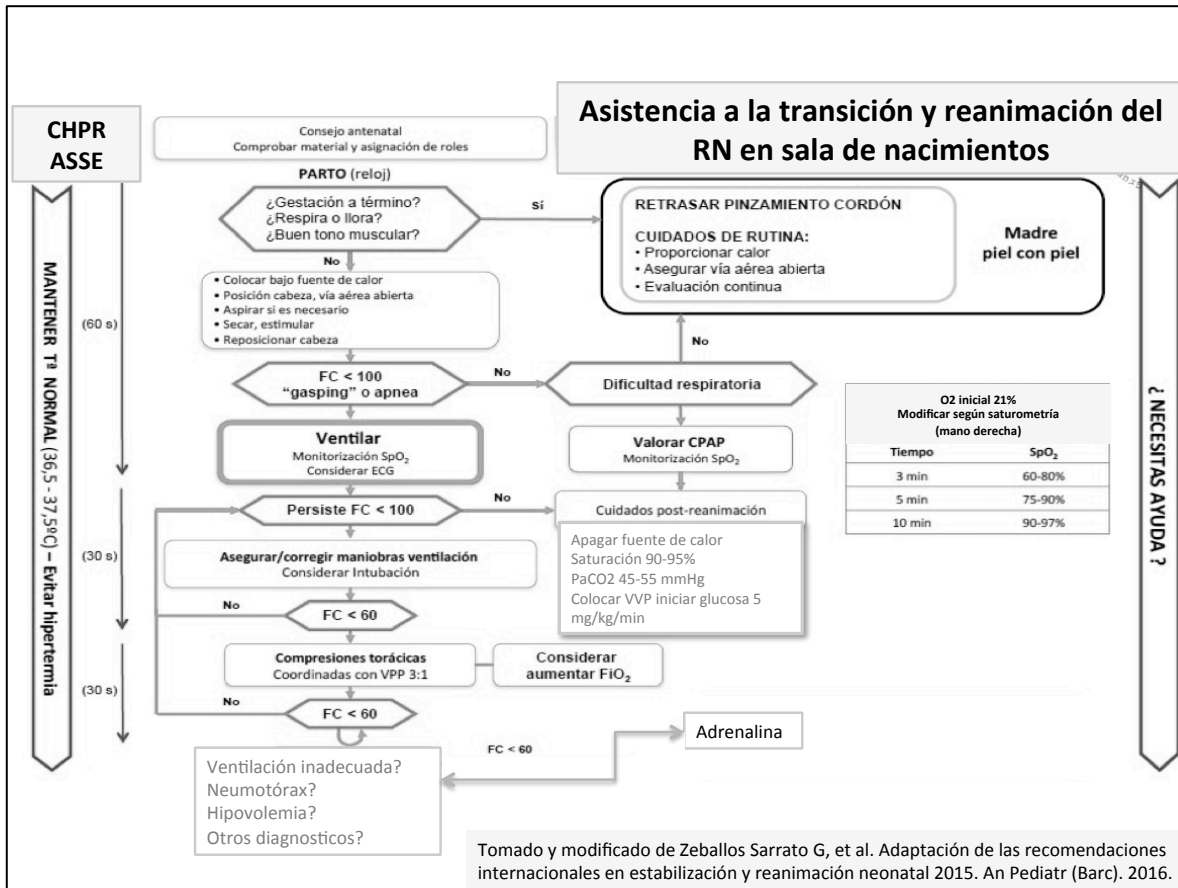 CHPR
ASSE
Asistencia a la transición y reanimación del
RN en sala de nacimientos
Consejo antenatal
Comprobar material y asignación de roles
PARTO (reloj)
¿Gestación a término?
¿Respira o llora?
¿Buen tono muscular?
Sí
RETRASAR PINZAMIENTO CORDÓN
CUIDADOS DE RUTINA:
• Proporcionar calor
• Asegurar vía aérea abierta
• Evaluación continua
Madre
piel con piel
No
• Colocar bajo fuente de calor
• Posición cabeza, vía aérea abierta
• Aspirar si es necesario
• Secar, estimular
• Reposicionar cabeza
(60 s)
No
FC < 100
"gasping" o apnea
No
Dificultad respiratoria
Ventilar
Monitorización SpO₂
Considerar ECG
Valorar CPAP
Monitorización SpO₂
O2 inicial 21%
Modificar según saturometría
(mano derecha)
Tiempo SpO₂
3 min 60-80%
5 min 75-90%
10 min 90-97%
Persiste FC < 100
No
Cuidados post-reanimación
Apagar fuente de calor
Saturación 90-95%
PaCO2 45-55 mmHg
Colocar VVP iniciar glucosa 5
mg/kg/min
(30 s)
Asegurar/corregir maniobras ventilación
Considerar Intubación
No
FC < 60
Compresiones torácicas
Coordinadas con VPP 3:1
Considerar
aumentar FiO₂
(30 s)
No
FC < 60
FC < 60
Adrenalina
Ventilación inadecuada?
Neumotórax?
Hipovolemia?
Otros diagnosticos?
MANTENER Tª NORMAL (36,5 - 37,5ºC) – Evitar hipertermia
¿ NECESITAS AYUDA ?
Tomado y modificado de Zeballos Sarrato G, et al. Adaptación de las recomendaciones
internacionales en estabilización y reanimación neonatal 2015. An Pediatr (Barc). 2016.